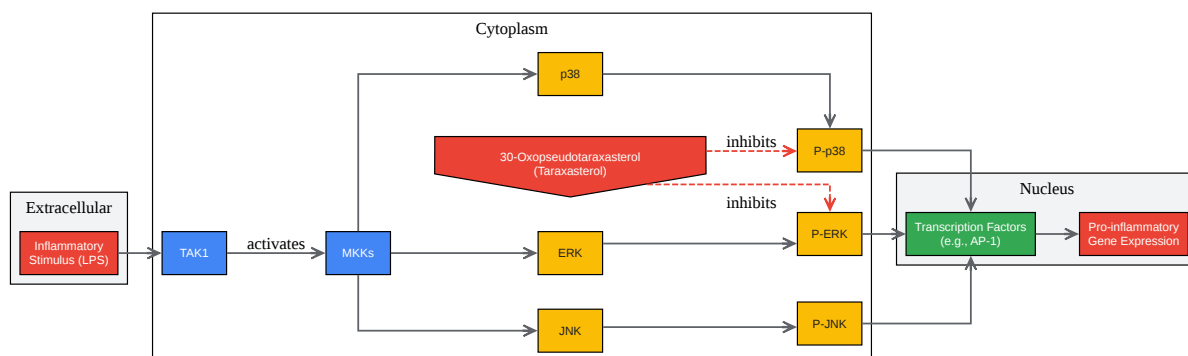 Cytoplasm
p38
30-Oxopseudotaraxasterol
(Taraxasterol)
inhibits
P-p38
inhibits
Extracellular
Inflammatory
Stimulus (LPS)
TAK1
activates
MKKs
ERK
P-ERK
JNK
P-JNK
Nucleus
Transcription Factors
(e.g., AP-1)
Pro-inflammatory
Gene Expression